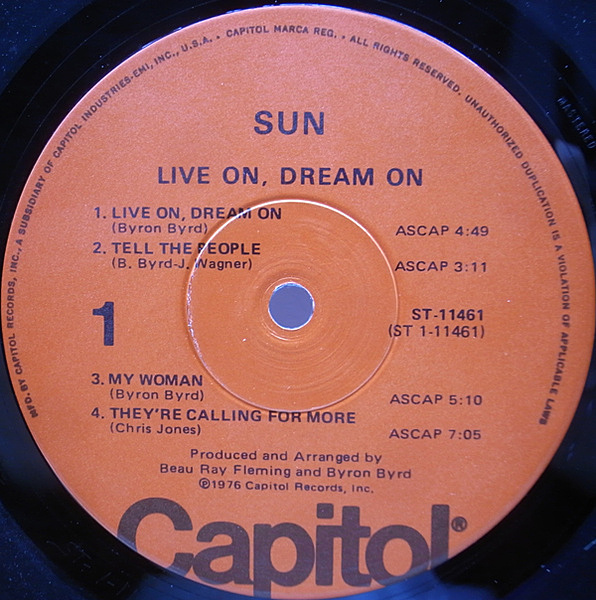 MFD. BY CAPITOL RECORDS, INC., A SUBSIDIARY OF CAPITOL INDUSTRIES-EMI, INC., U.S.A. • CAPITOL MARCA REG. • ALL RIGHTS RESERVED. UNAUTHORIZED DUPLICATION IS A VIOLATION OF APPLICABLE LAWS
MASTERED
SUN
LIVE ON, DREAM ON
1. LIVE ON, DREAM ON
(Byron Byrd) ASCAP 4:49
2. TELL THE PEOPLE
(B. Byrd-J. Wagner) ASCAP 3:11
1
ST-11461
(ST 1-11461)
3. MY WOMAN
(Byron Byrd) ASCAP 5:10
4. THEY'RE CALLING FOR MORE
(Chris Jones) ASCAP 7:05
Produced and Arranged by
Beau Ray Fleming and Byron Byrd
℗1976 Capitol Records, Inc.
Capitol®